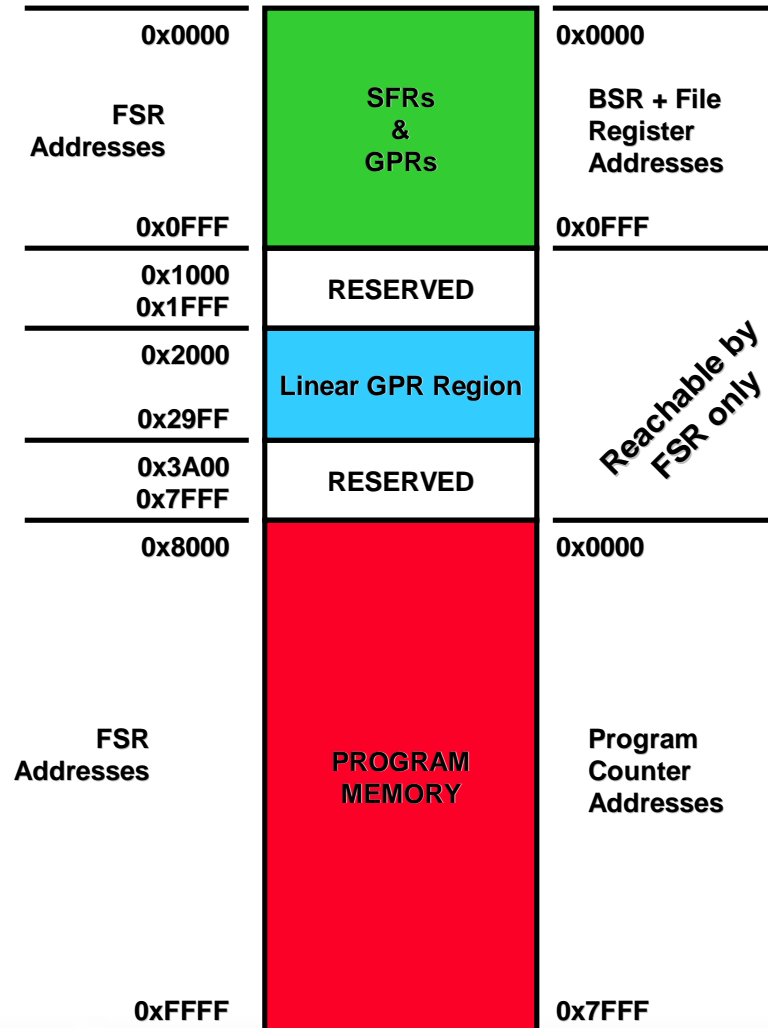 0x0000
FSR
Addresses
0x0FFF
SFRs
&
GPRs
0x0000
BSR + File
Register
Addresses
0x0FFF
0x1000
0x1FFF
RESERVED
0x2000
0x29FF
Linear GPR Region
Reachable by
FSR only
0x3A00
0x7FFF
RESERVED
0x8000
FSR
Addresses
0xFFFF
PROGRAM
MEMORY
0x0000
Program
Counter
Addresses
0x7FFF